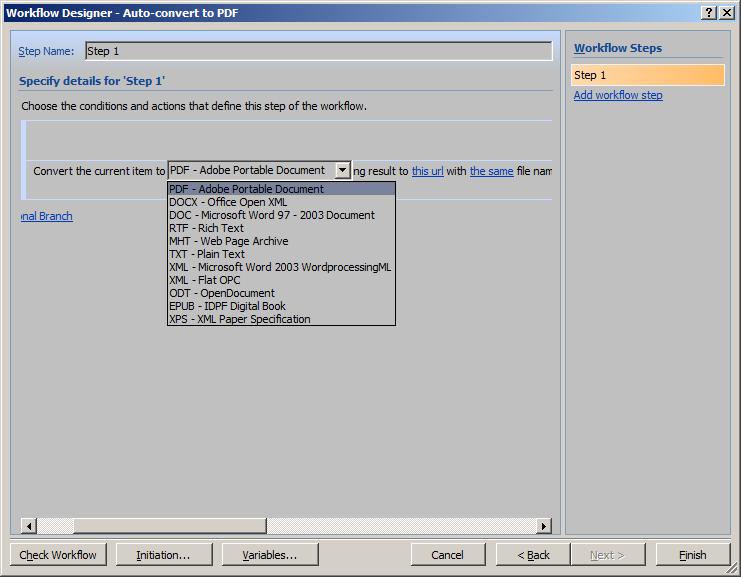 Workflow Designer - Auto-convert to PDF
Step Name: Step 1
Specify details for 'Step 1'
Choose the conditions and actions that define this step of the workflow.
Convert the current item to PDF - Adobe Portable Document ng result to this url with the same file nam
PDF - Adobe Portable Document
DOCX - Office Open XML
DOC - Microsoft Word 97 - 2003 Document
RTF - Rich Text
MHT - Web Page Archive
TXT - Plain Text
XML - Microsoft Word 2003 WordprocessingML
XML - Flat OPC
ODT - OpenDocument
EPUB - IDPF Digital Book
XPS - XML Paper Specification
onal Branch
Workflow Steps
Step 1
Add workflow step
Check Workflow Initiation... Variables... Cancel < Back Next > Finish